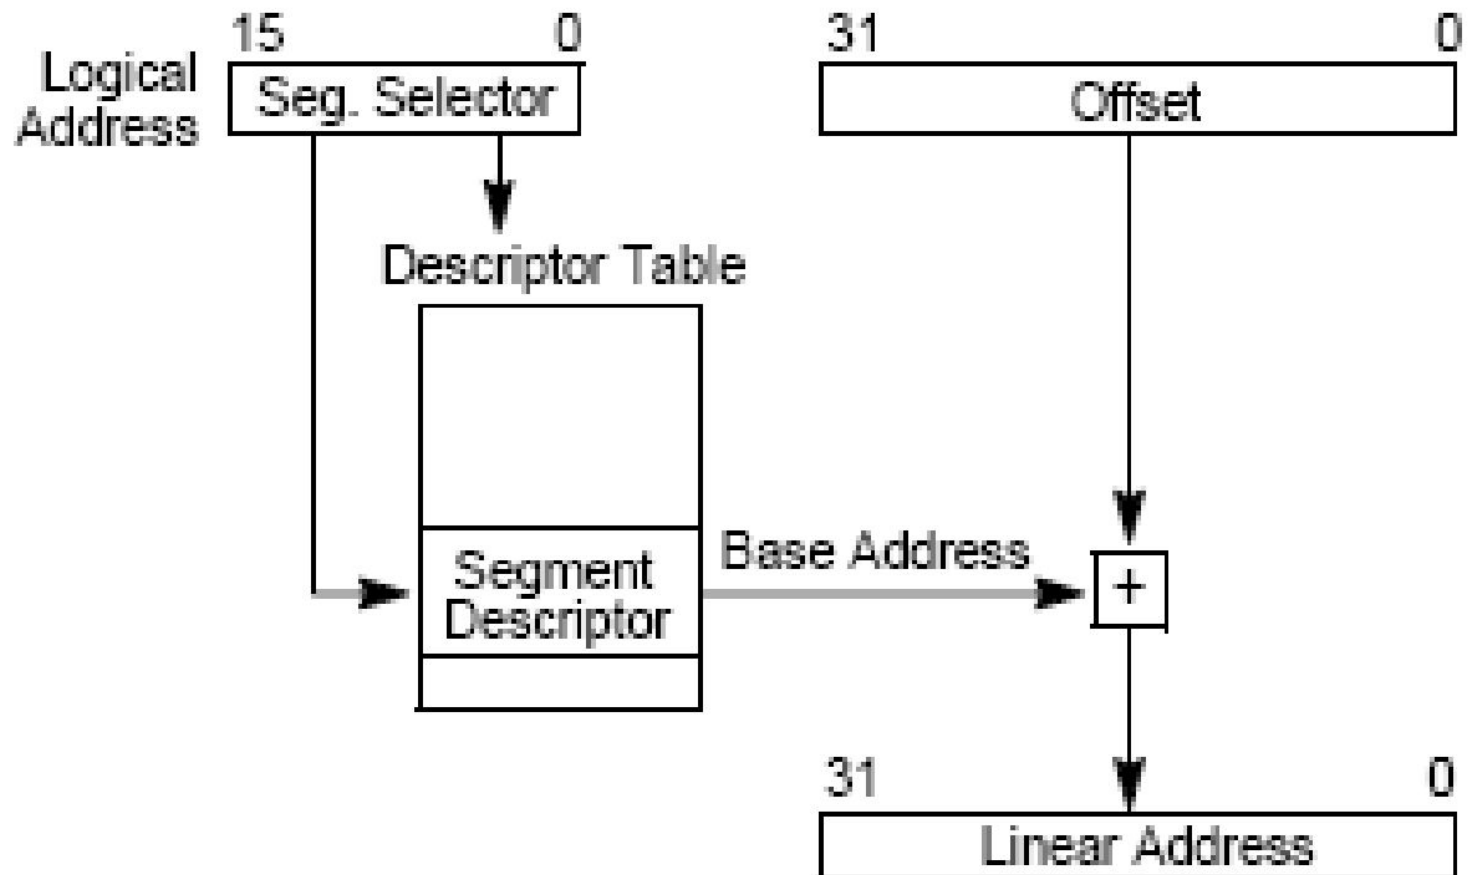 15 0
31 0
Logical
Address
Seg. Selector
Offset
Descriptor Table
Segment
Descriptor
Base Address
+
31 0
Linear Address